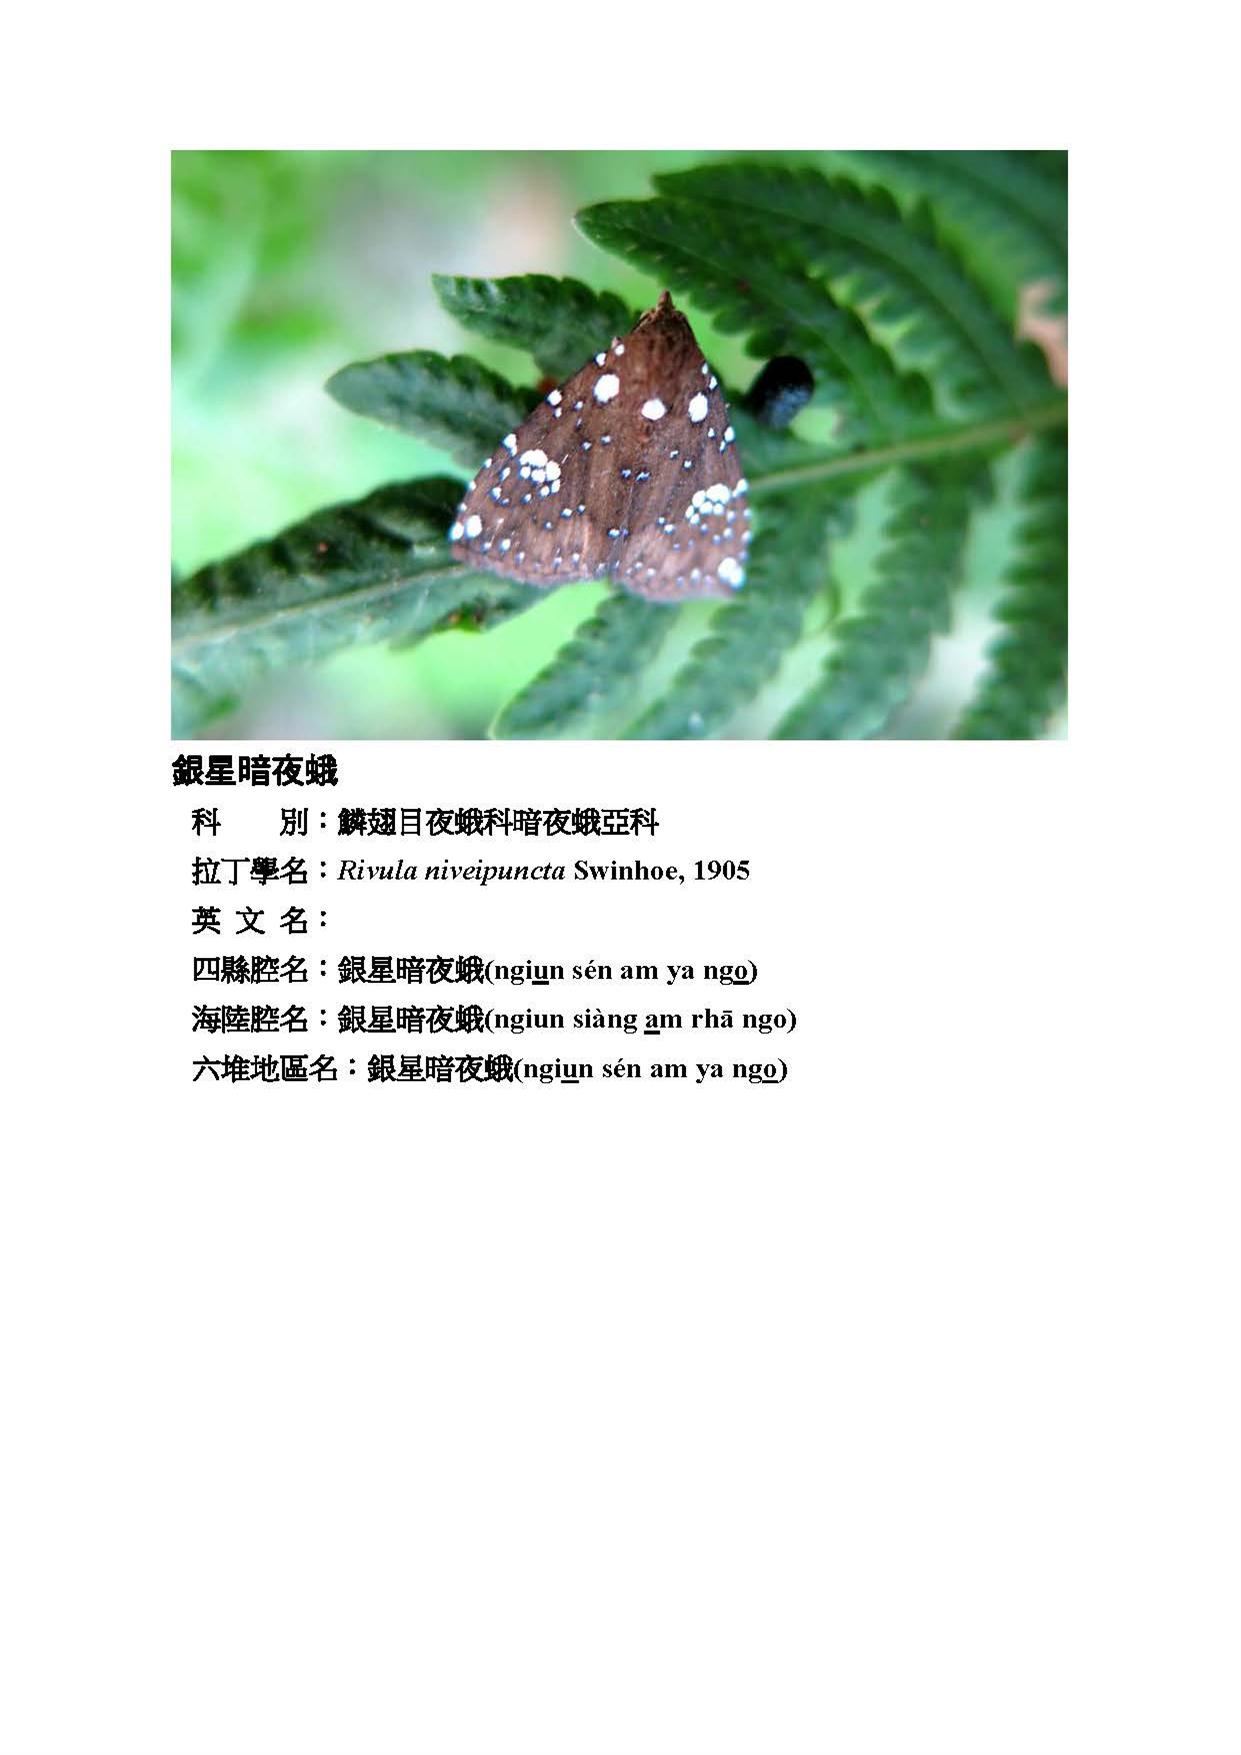 銀星暗夜蛾
科　　別：鱗翅目夜蛾科暗夜蛾亞科
拉丁學名：Rivula niveipuncta Swinhoe, 1905
英 文 名：
四縣腔名：銀星暗夜蛾(ngiun sén am ya ngo)
海陸腔名：銀星暗夜蛾(ngiun siàng am rhā ngo)
六堆地區名：銀星暗夜蛾(ngiun sén am ya ngo)